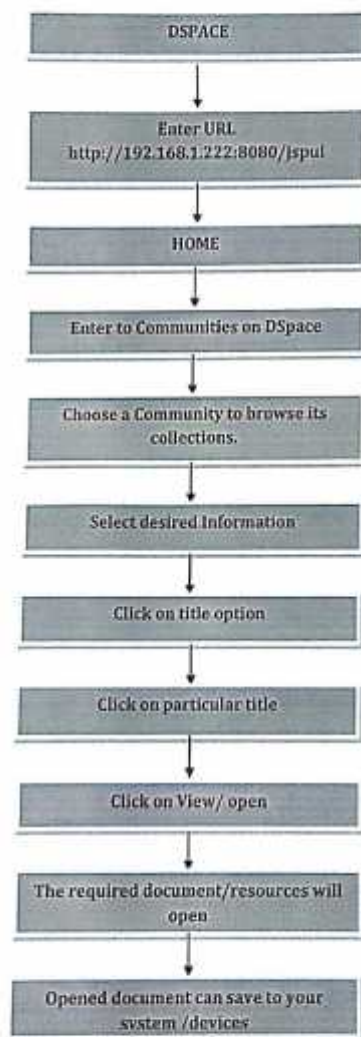 DSPACE
Enter URL
http://192.168.1.222:8080/jspui
HOME
Enter to Communities on DSpace
Choose a Community to browse its
collections.
Select desired Information
Click on title option
Click on particular title
Click on View/ open
The required document/resources will
open
Opened document can save to your
system /devices